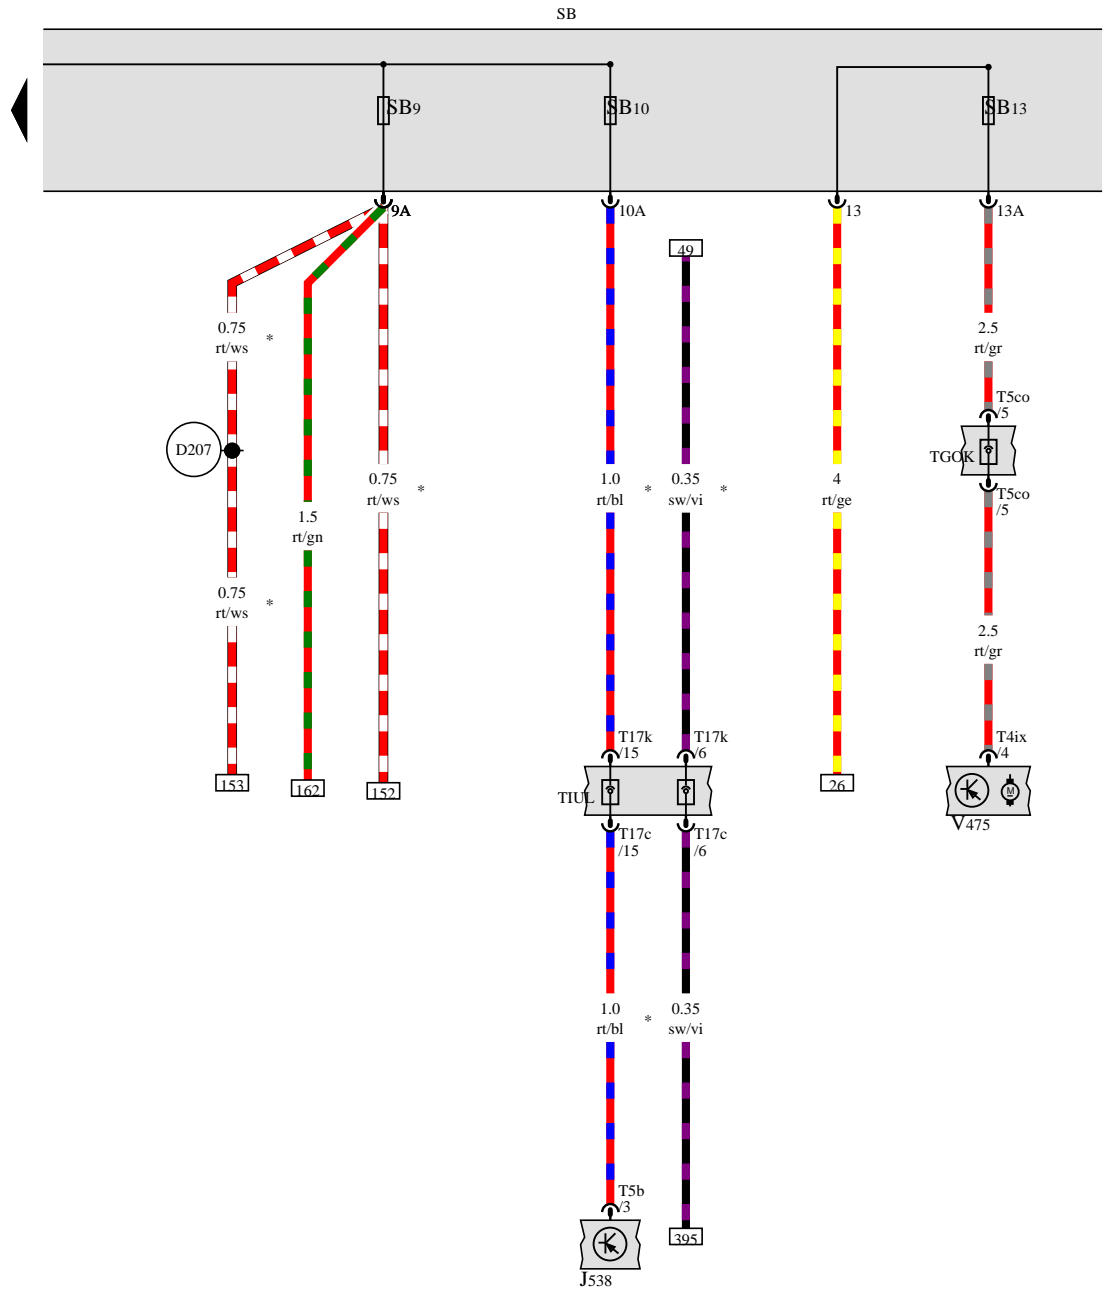 SB
SB9
SB10
SB13
9A
10A
13
13A
49
0.75
rt/ws
*
2.5
rt/gr
T5co
/5
D207
TGOK
0.75
rt/ws
*
1.0
rt/bl
*
0.35
sw/vi
*
4
rt/ge
T5co
/5
1.5
rt/gn
0.75
rt/ws
*
2.5
rt/gr
T17k
/15
T17k
/6
T4ix
/4
153
162
152
TIUL
26
M
V475
T17c
/15
T17c
/6
1.0
rt/bl
*
0.35
sw/vi
T5b
/3
395
J538